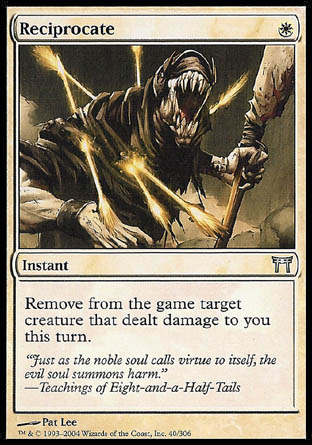 Reciprocate
Instant
Remove from the game target
creature that dealt damage to you
this turn.
"Just as the noble soul calls virtue to itself, the
evil soul summons harm."
—Teachings of Eight-and-a-Half-Tails
Pat Lee
™ & © 1993–2004 Wizards of the Coast, Inc. 40/306